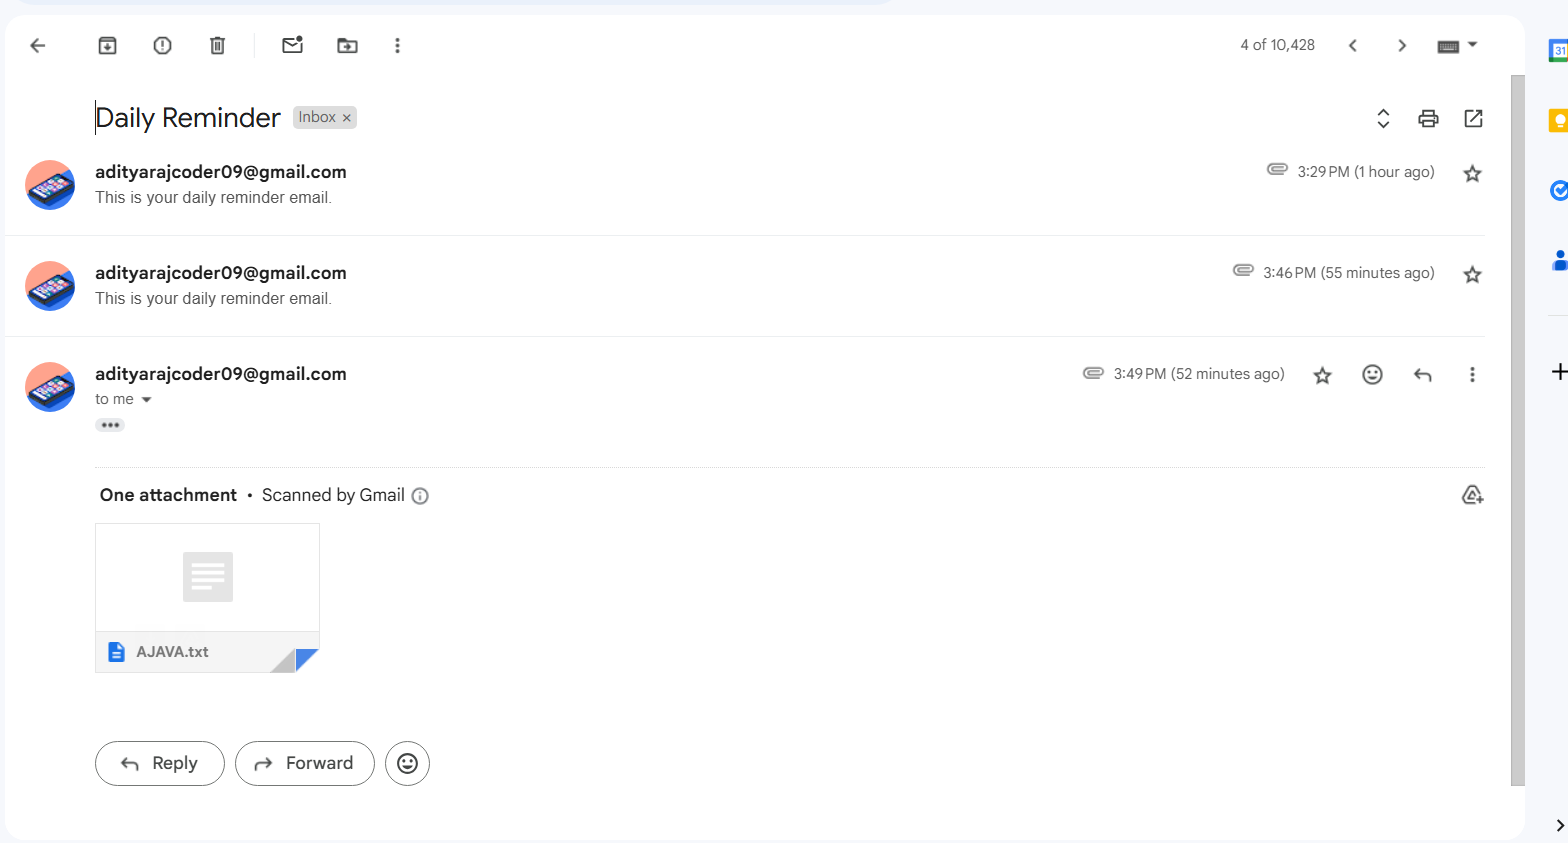 4 of 10,428
31
Daily Reminder Inbox ×
adityarajcoder09@gmail.com 3:29 PM (1 hour ago)
This is your daily reminder email.
adityarajcoder09@gmail.com 3:46 PM (55 minutes ago)
This is your daily reminder email.
adityarajcoder09@gmail.com 3:49 PM (52 minutes ago)
to me
One attachment • Scanned by Gmail
AJAVA.txt
Reply Forward